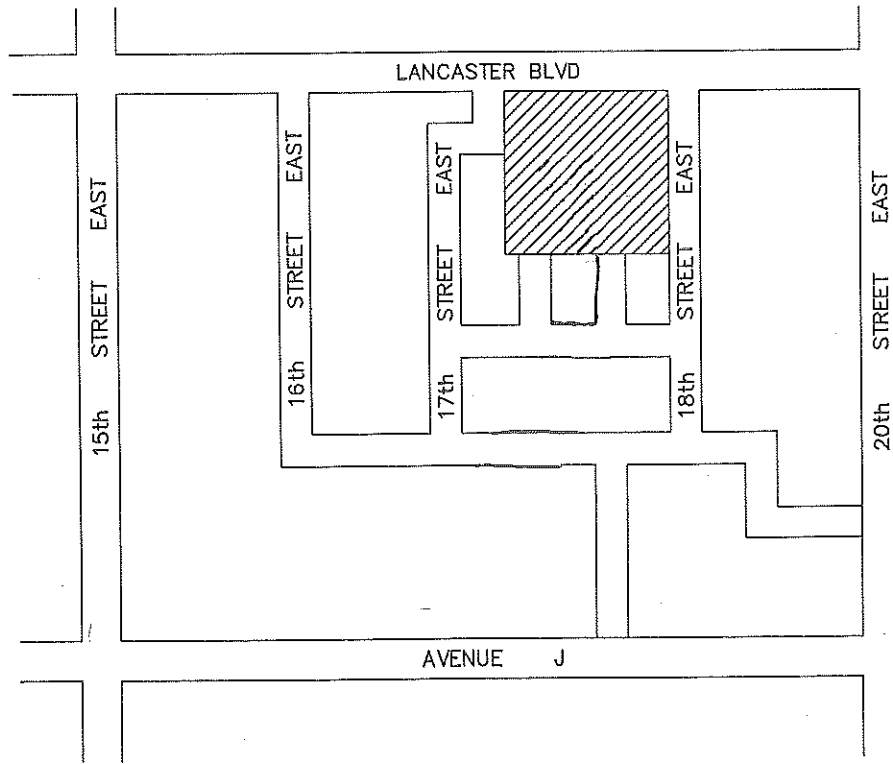 LANCASTER BLVD
15th STREET EAST
16th STREET EAST
17th STREET EAST
18th STREET EAST
20th STREET EAST
AVENUE J